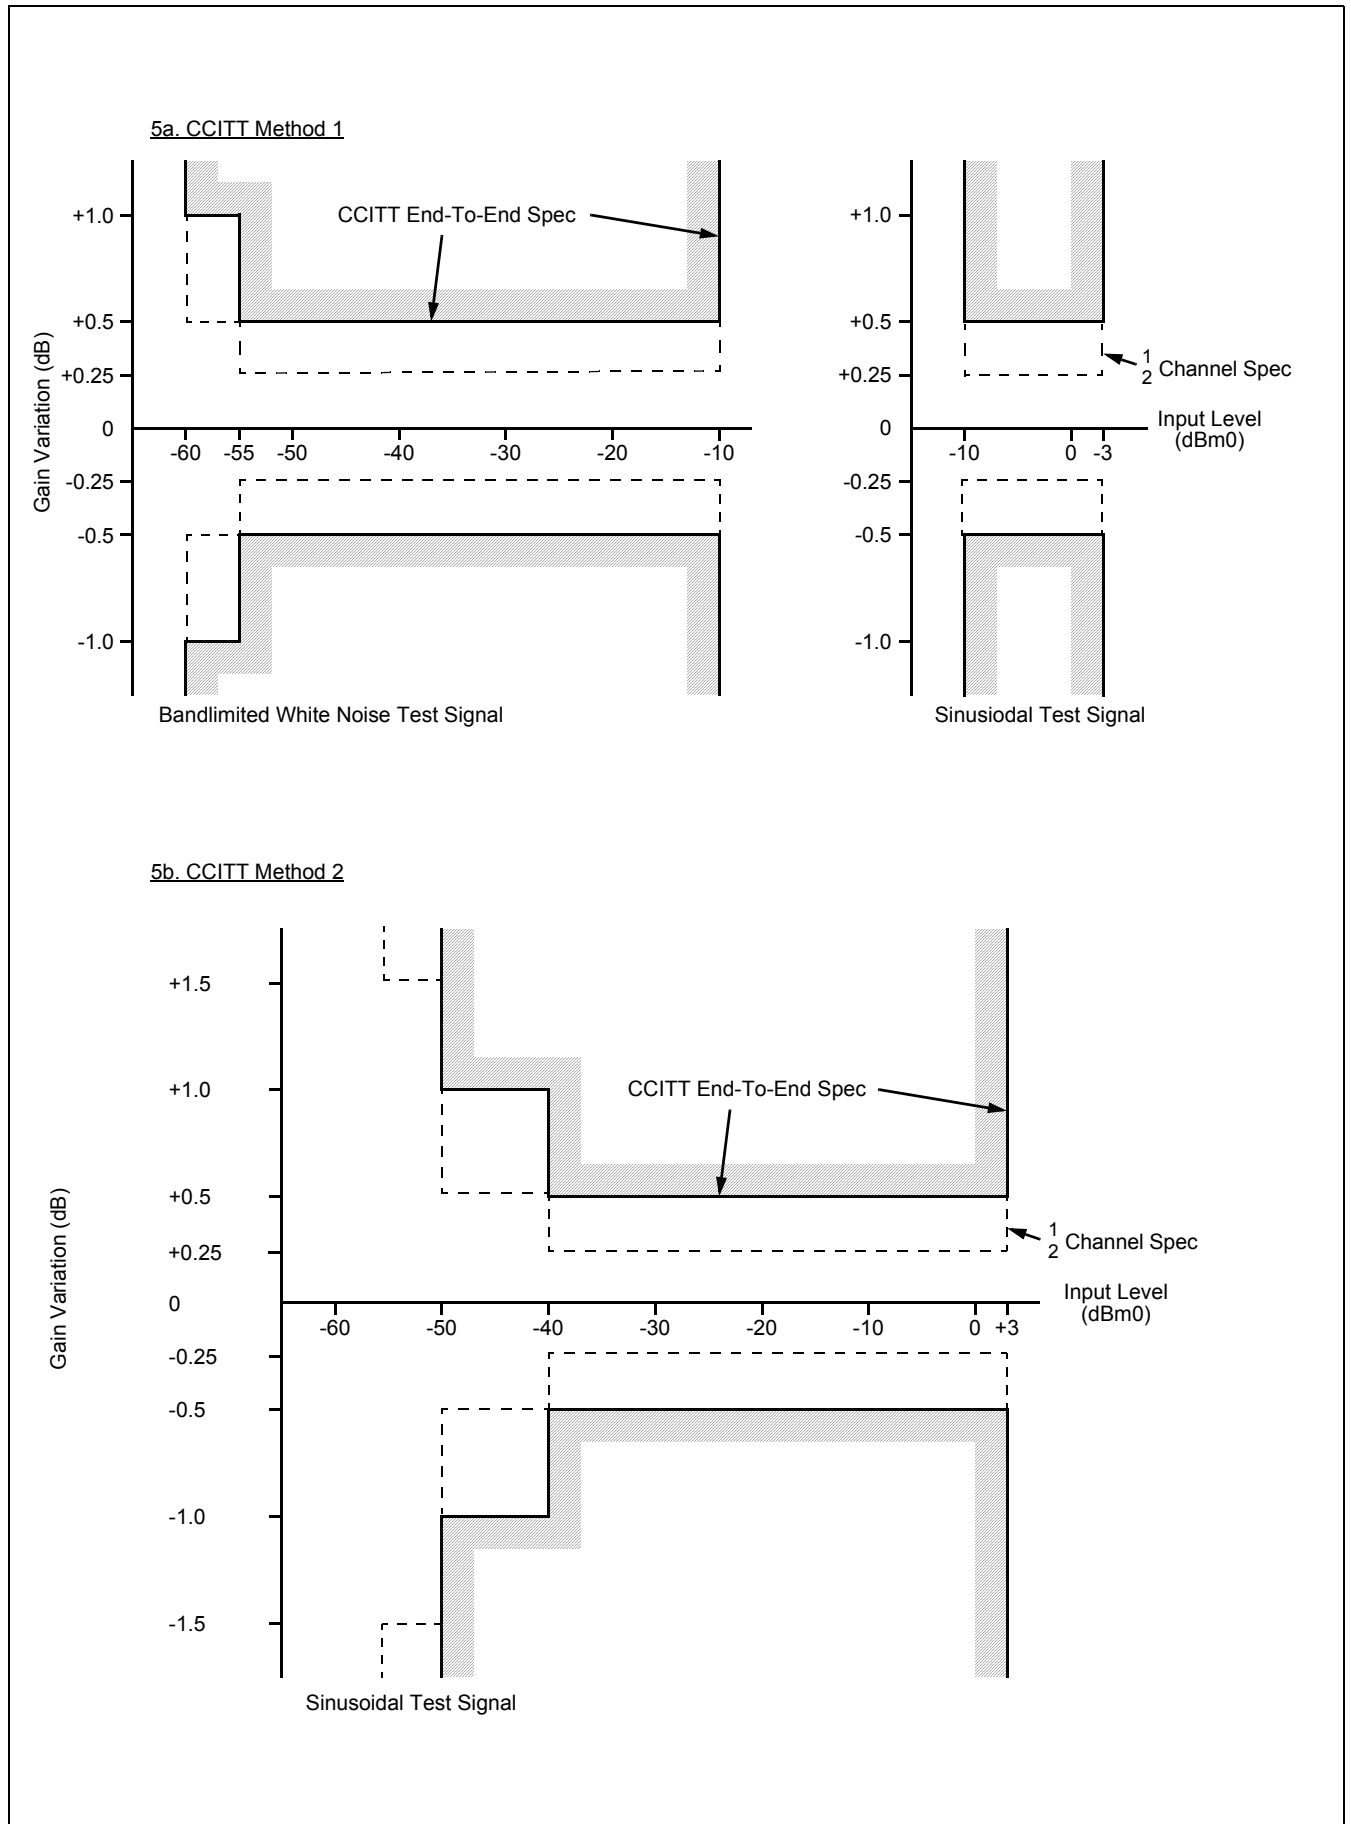 5a. CCITT Method 1
CCITT End-To-End Spec
Gain Variation (dB)
+1.0
+0.5
+0.25
0
-0.25
-0.5
-1.0
-60 -55 -50 -40 -30 -20 -10
Bandlimited White Noise Test Signal
+1.0
+0.5
+0.25
0
-0.25
-0.5
-1.0
-10 0 -3
1
2 Channel Spec
Input Level
(dBm0)
Sinusiodal Test Signal
5b. CCITT Method 2
CCITT End-To-End Spec
Gain Variation (dB)
+1.5
+1.0
+0.5
+0.25
0
-0.25
-0.5
-1.0
-1.5
-60 -50 -40 -30 -20 -10 0 +3
1
2 Channel Spec
Input Level
(dBm0)
Sinusoidal Test Signal